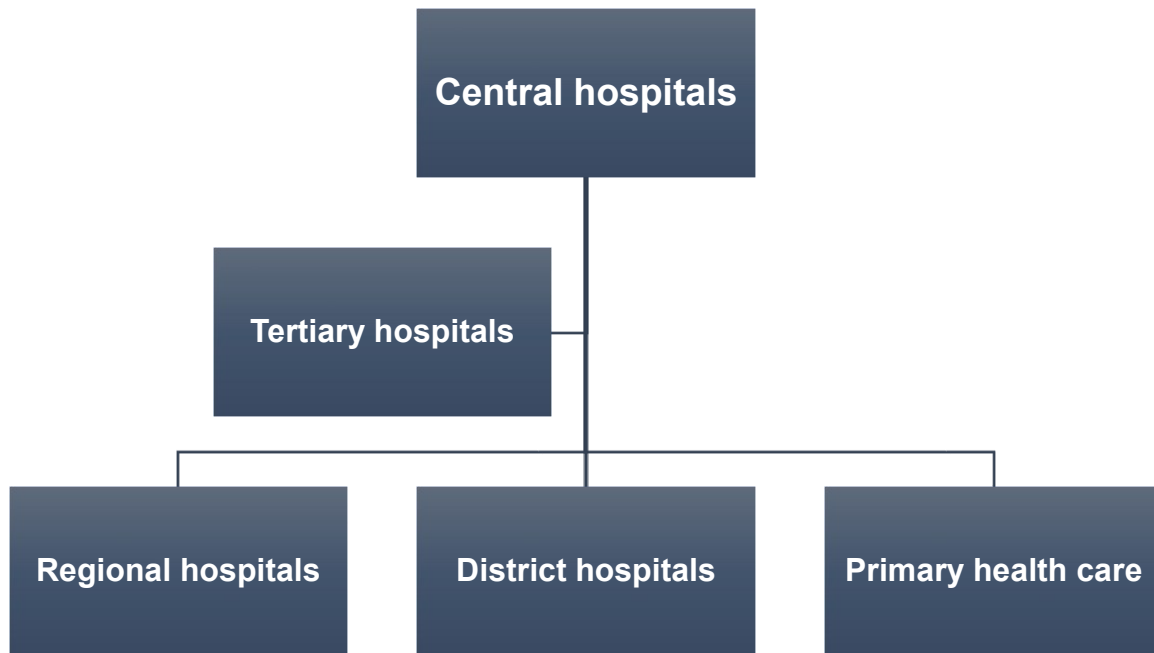 Central hospitals
Tertiary hospitals
Regional hospitals
District hospitals
Primary health care